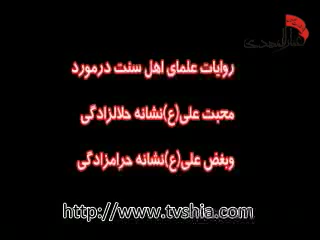 روایات علمای اهل سنت درمورد
محبت علی(ع)نشانه حلالزادگی
وبغض علی(ع)نشانه حرامزادگی
http://www.tvshia.com